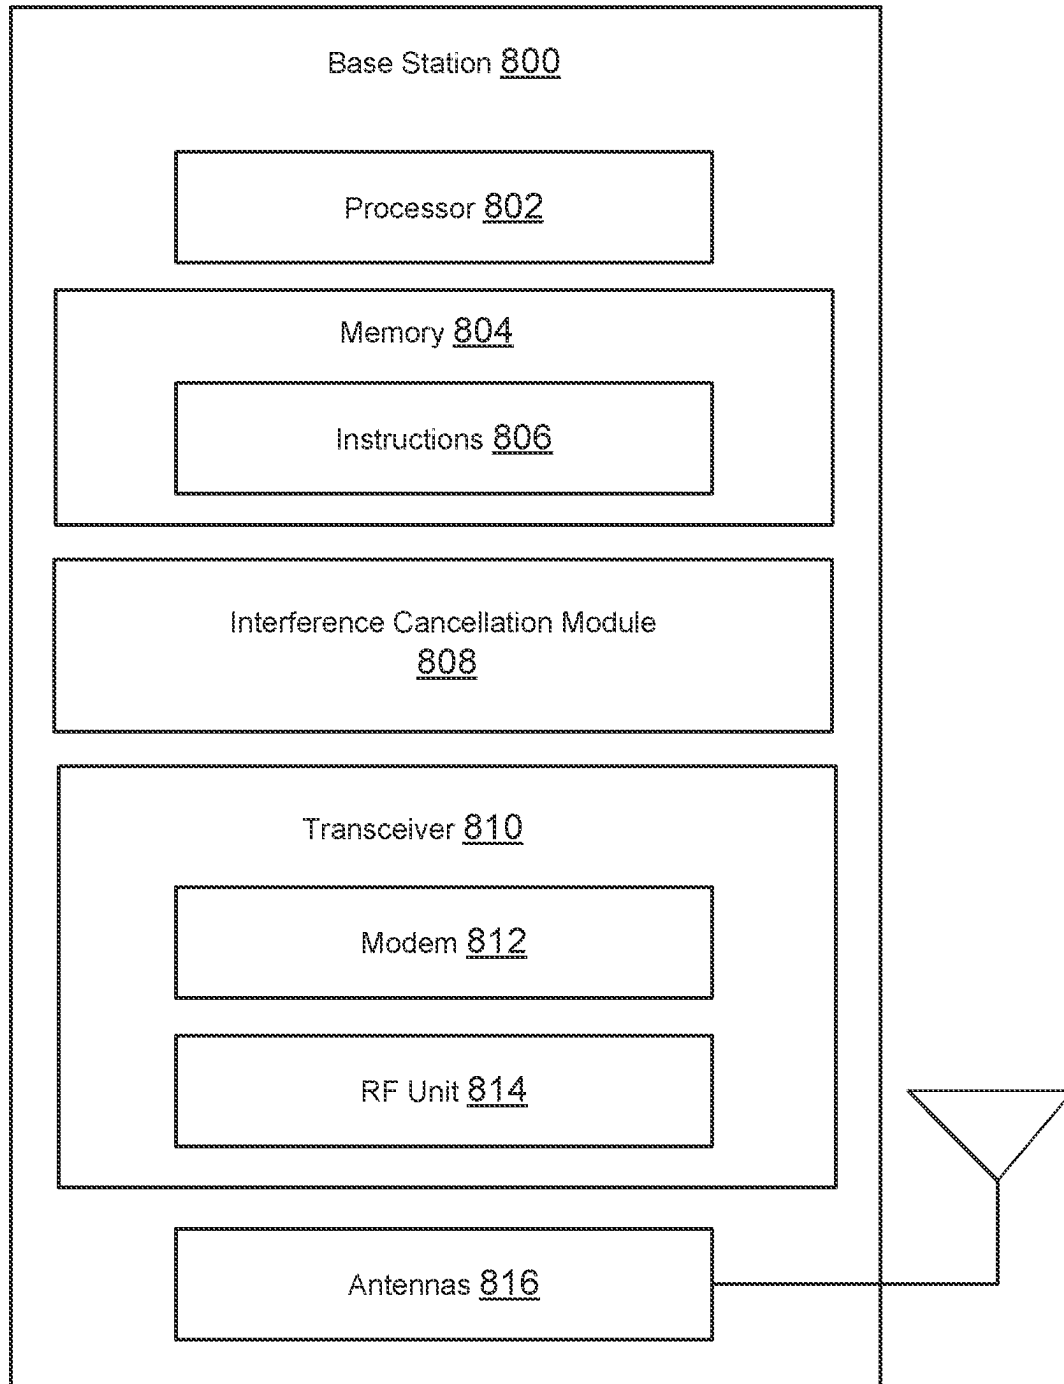 Base Station 800
Processor 802
Memory 804
Instructions 806
Interference Cancellation Module
808
Transceiver 810
Modem 812
RF Unit 814
Antennas 816